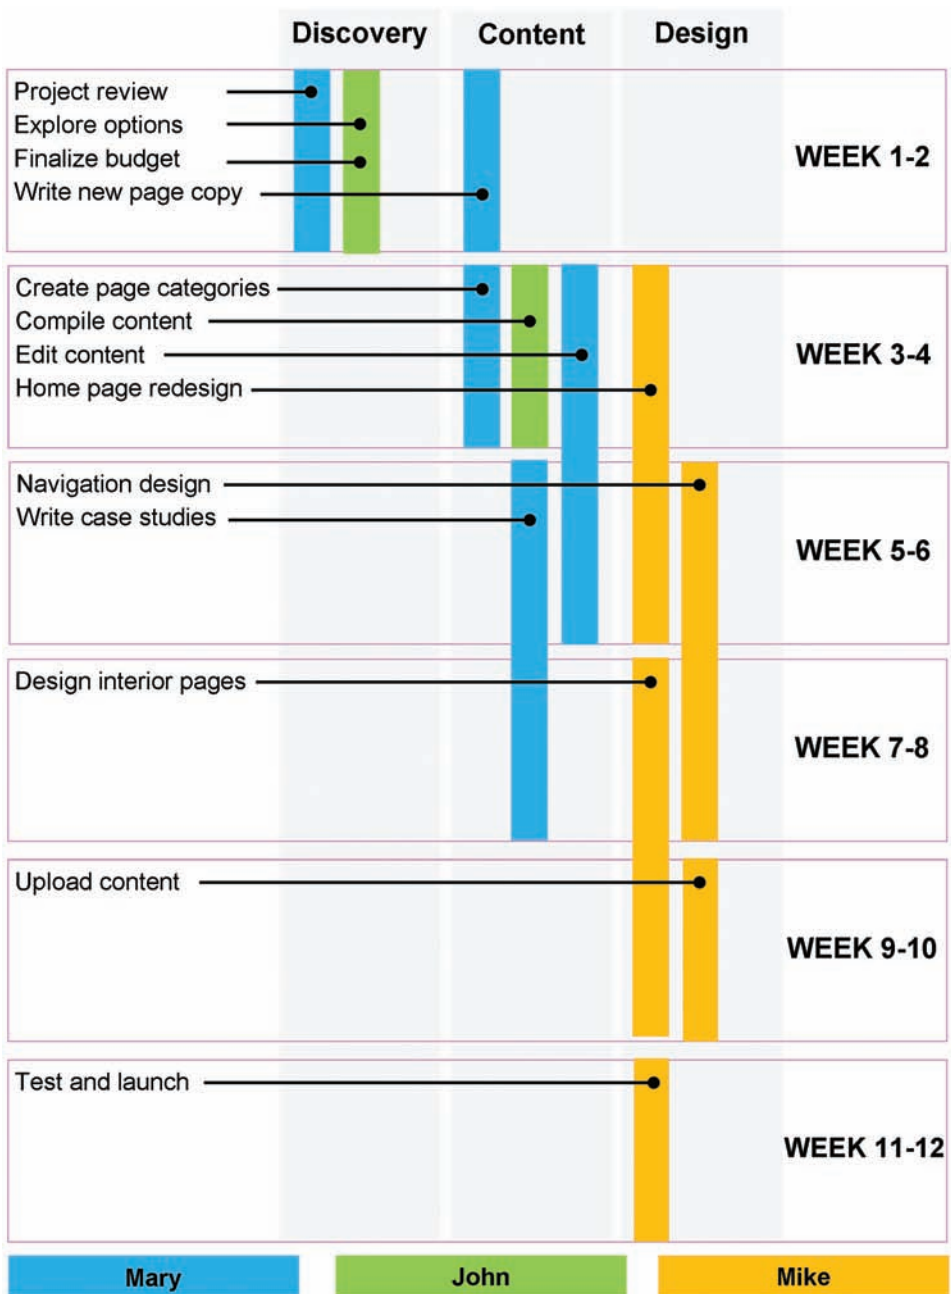 Discovery Content Design
Project review
Explore options
Finalize budget
Write new page copy
WEEK 1-2
Create page categories
Compile content
Edit content
Home page redesign
WEEK 3-4
Navigation design
Write case studies
WEEK 5-6
Design interior pages
WEEK 7-8
Upload content
WEEK 9-10
Test and launch
WEEK 11-12
Mary John Mike